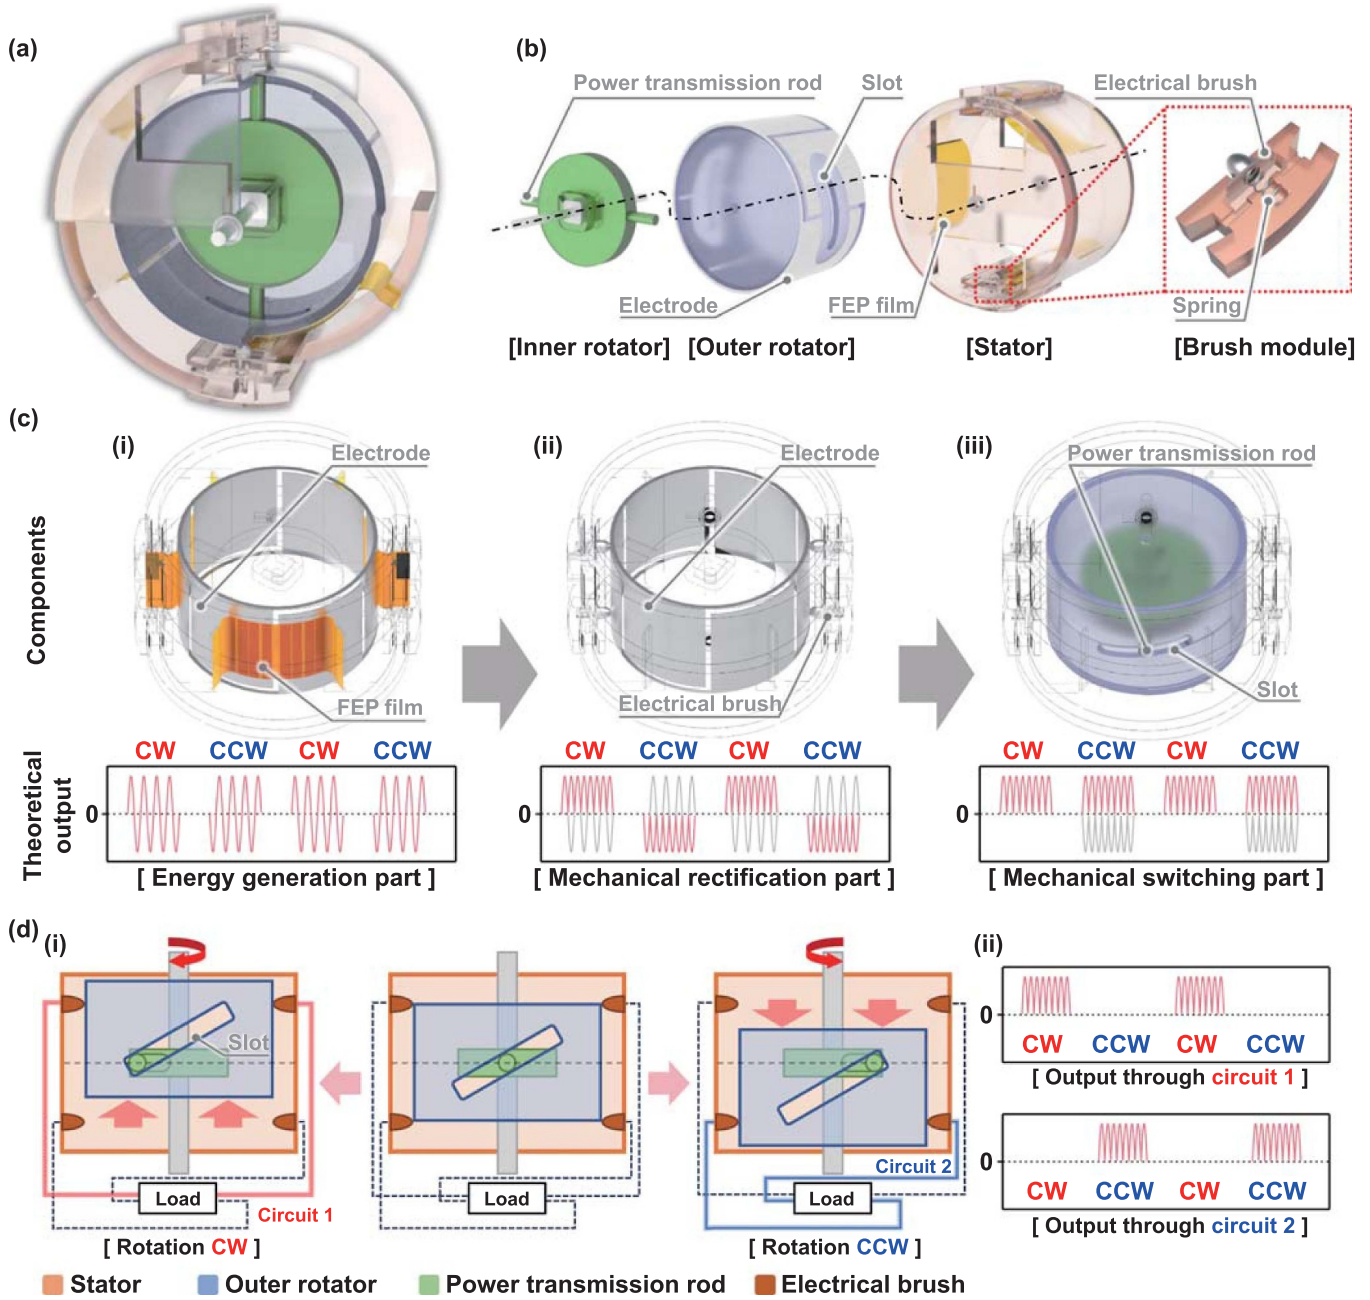 (a)
(b)
Power transmission rod
Slot
Electrical brush
Electrode
FEP film
Spring
[Inner rotator]
[Outer rotator]
[Stator]
[Brush module]
(c)
Components
(i)
Electrode
FEP film
(ii)
Electrode
Electrical brush
(iii)
Power transmission rod
Slot
Theoretical
output
CW CCW CW CCW
0
[ Energy generation part ]
CW CCW CW CCW
0
[ Mechanical rectification part ]
CW CCW CW CCW
0
[ Mechanical switching part ]
(d)
(i)
Slot
Load
Circuit 1
[ Rotation CW ]
Load
Circuit 2
Load
[ Rotation CCW ]
(ii)
0
CW CCW CW CCW
[ Output through circuit 1 ]
0
CW CCW CW CCW
[ Output through circuit 2 ]
Stator
Outer rotator
Power transmission rod
Electrical brush